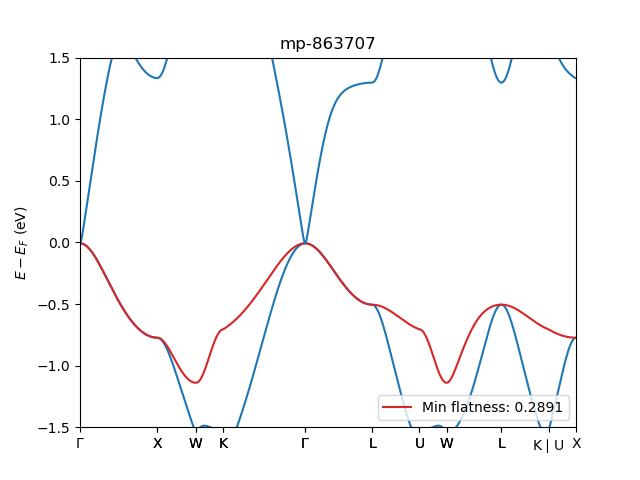 mp-863707
1.5
1.0
0.5
0.0
−0.5
−1.0
−1.5
E − E_F (eV)
Min flatness: 0.2891
Γ X W K Γ L U W L K | U X